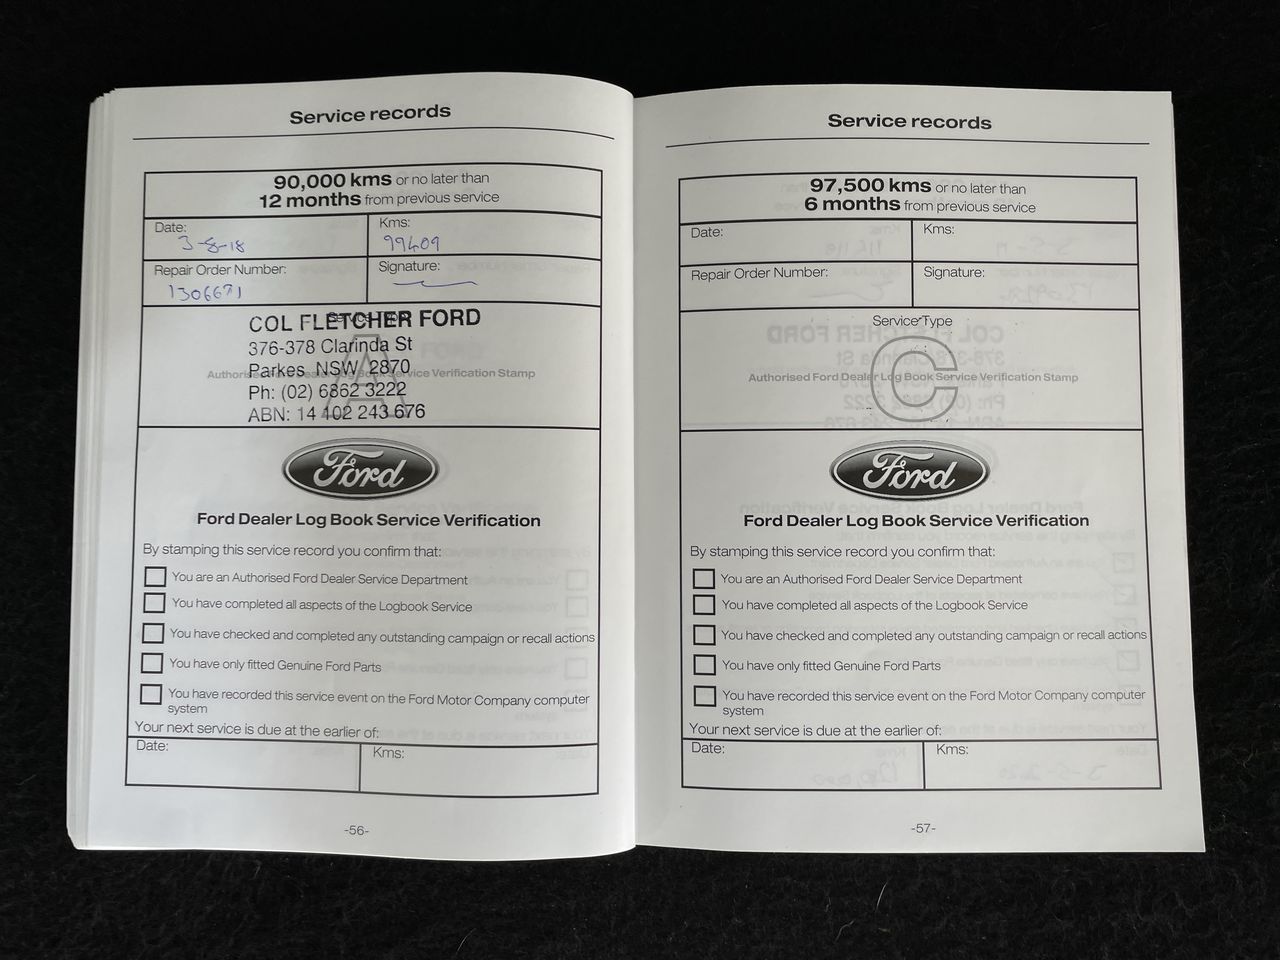 Service records
90,000 kms or no later than
12 months from previous service
Date:
3-8-18
Kms:
99409
Repair Order Number:
1306671
Signature:
Service Type
COL FLETCHER FORD
376-378 Clarinda St
Parkes NSW 2870
A
Authorised Ford Dealer Log Book Service Verification Stamp
Ph: (02) 6862 3222
ABN: 14 102 243 676
Ford
Ford Dealer Log Book Service Verification
By stamping this service record you confirm that:
You are an Authorised Ford Dealer Service Department
You have completed all aspects of the Logbook Service
You have checked and completed any outstanding campaign or recall actions
You have only fitted Genuine Ford Parts
You have recorded this service event on the Ford Motor Company computer
system
Your next service is due at the earlier of:
Date:
Kms:
-56-
Service records
97,500 kms or no later than
6 months from previous service
Date:
Kms:
Repair Order Number:
Signature:
Service Type
C
Authorised Ford Dealer Log Book Service Verification Stamp
Ford
Ford Dealer Log Book Service Verification
By stamping this service record you confirm that:
You are an Authorised Ford Dealer Service Department
You have completed all aspects of the Logbook Service
You have checked and completed any outstanding campaign or recall actions
You have only fitted Genuine Ford Parts
You have recorded this service event on the Ford Motor Company computer
system
Your next service is due at the earlier of:
Date:
Kms:
-57-